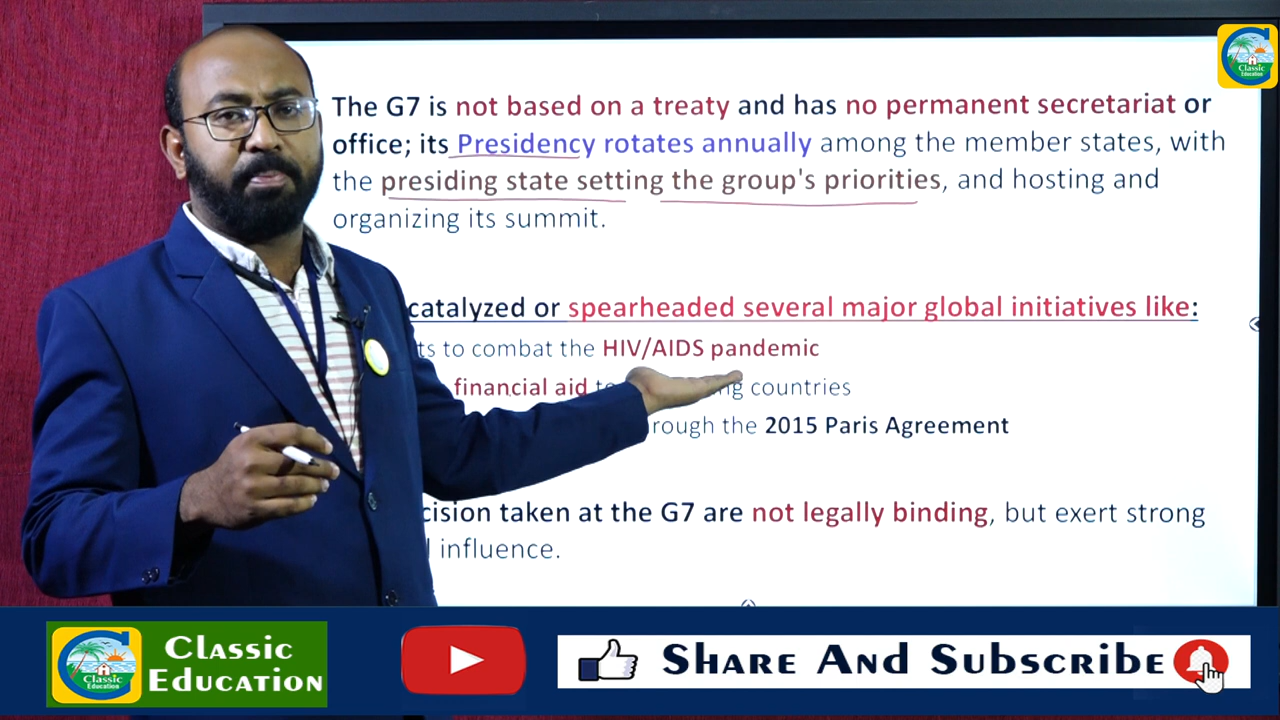 Classic
Education
The G7 is not based on a treaty and has no permanent secretariat or
office; its Presidency rotates annually among the member states, with
the presiding state setting the group's priorities, and hosting and
organizing its summit.
catalyzed or spearheaded several major global initiatives like:
to combat the HIV/AIDS pandemic
financial aid countries
the 2015 Paris Agreement
taken at the G7 are not legally binding, but exert strong
influence.
Classic
Education
Classic
Education
Share And Subscribe